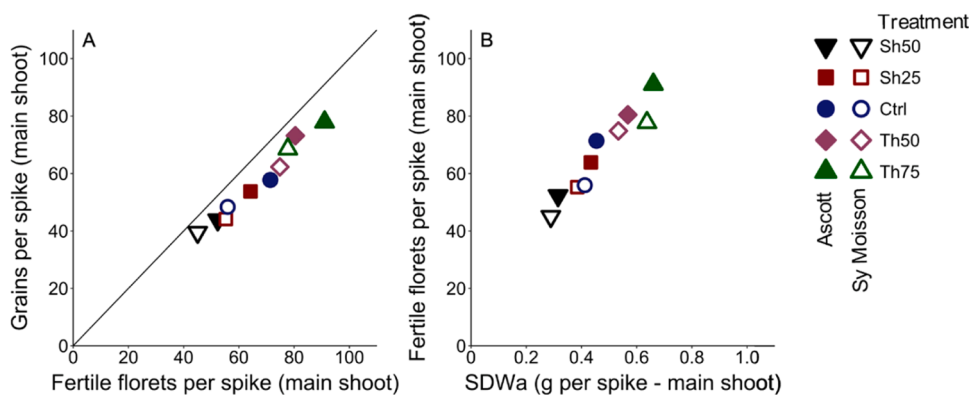 A
Grains per spike (main shoot)
100
80
60
40
20
0
0 20 40 60 80 100
Fertile florets per spike (main shoot)
B
Fertile florets per spike (main shoot)
100
80
60
40
20
0
0 0.2 0.4 0.6 0.8 1.0
SDWa (g per spike - main shoot)
Treatment
Sh50
Sh25
Ctrl
Th50
Th75
Ascott
Sy Moisson